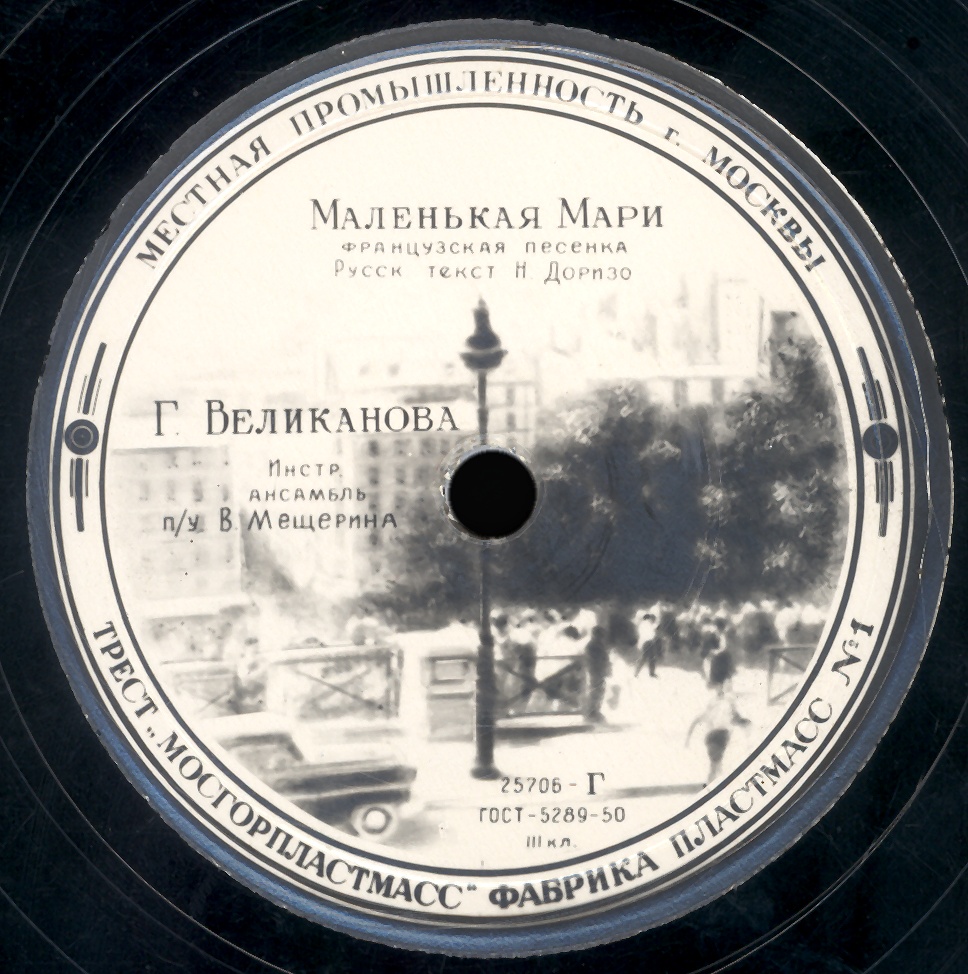 МЕСТНАЯ ПРОМЫШЛЕННОСТЬ г. МОСКВЫ
МАЛЕНЬКАЯ МАРИ
ФРАНЦУЗСКАЯ ПЕСЕНКА
РУССК ТЕКСТ Н. ДОРИЗО
Г. ВЕЛИКАНОВА
ИНСТР.
АНСАМБЛЬ
П/У В. МЕЩЕРИНА
25706-Г
ГОСТ-5289-50
III КЛ.
ТРЕСТ „МОСГОРПЛАСТМАСС“ ФАБРИКА ПЛАСТМАСС №1